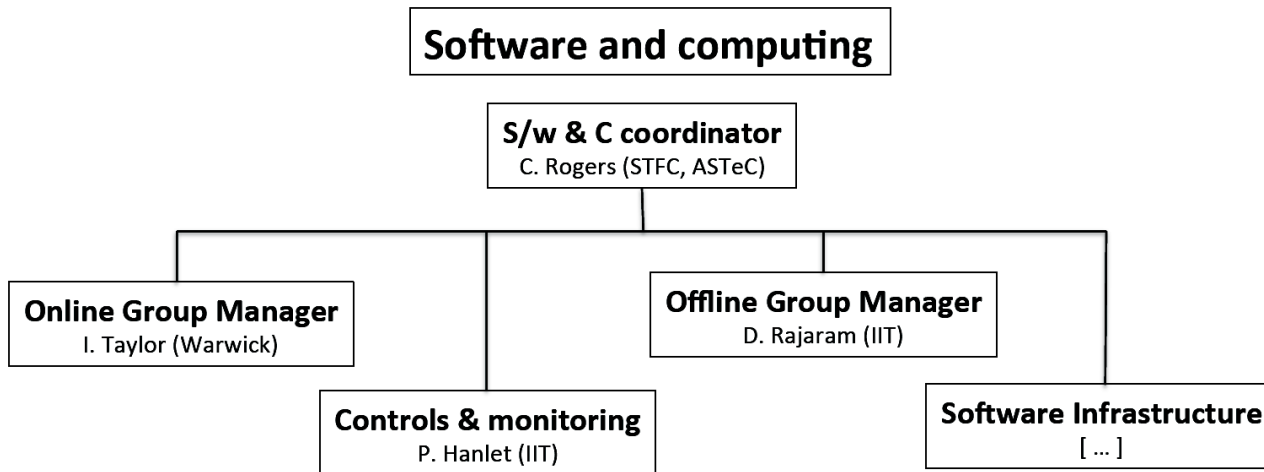 Software and computing
S/w & C coordinator
C. Rogers (STFC, ASTeC)
Online Group Manager
I. Taylor (Warwick)
Offline Group Manager
D. Rajaram (IIT)
Controls & monitoring
P. Hanlet (IIT)
Software Infrastructure
[ ... ]